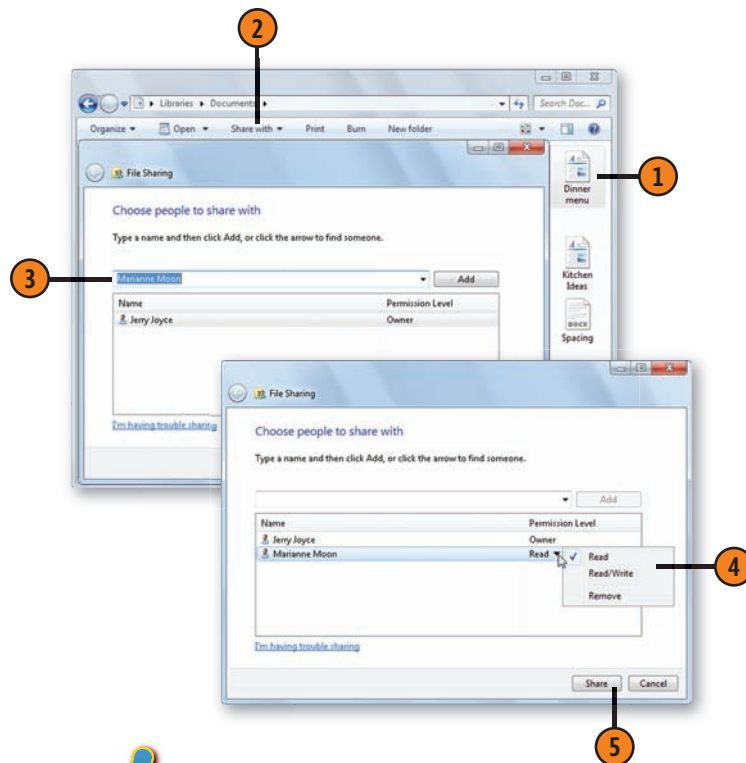 2
Libraries ▸ Documents ▸
Search Doc...
Organize Open Share with Print Burn New folder
File Sharing
1
Dinner menu
Choose people to share with
Type a name and then click Add, or click the arrow to find someone.
3
Marianne Moon Add
Kitchen Ideas
Name Permission Level
Jerry Joyce Owner
DOCX
Spacing
I'm having trouble sharing
File Sharing
Choose people to share with
Type a name and then click Add, or click the arrow to find someone.
Add
Name Permission Level
Jerry Joyce Owner
Marianne Moon Read
Read
Read/Write
Remove
4
I'm having trouble sharing
Share Cancel
5